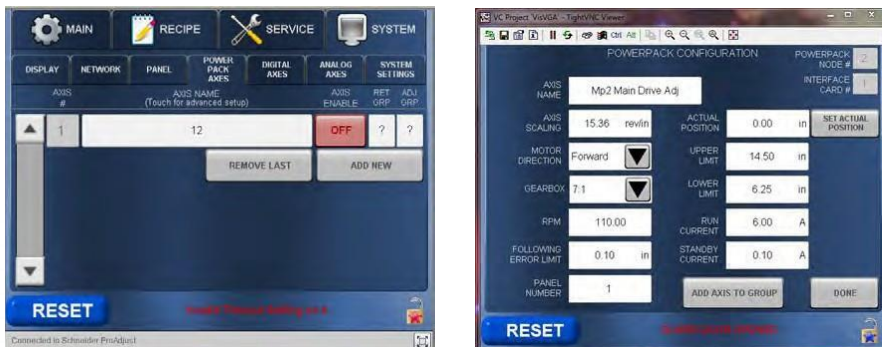 MAIN
RECIPE
SERVICE
SYSTEM
DISPLAY
NETWORK
PANEL
POWER PACK AXES
DIGITAL AXES
ANALOG AXES
SYSTEM SETTINGS
AXIS #
AXIS NAME
(Touch for advanced setup)
AXIS ENABLE
RET GRP
ADJ GRP
1
12
OFF
?
?
REMOVE LAST
ADD NEW
RESET
Connected to Schneider ProAdjust
VC Project VisVGA - TightVNC Viewer
Ctrl Alt
POWERPACK CONFIGURATION
POWERPACK NODE # 2
INTERFACE CARD # 1
AXIS NAME
Mp2 Main Drive Adj
AXIS SCALING
15.36 rev/in
ACTUAL POSITION
0.00 in
SET ACTUAL POSITION
MOTOR DIRECTION
Forward
UPPER LIMIT
14.50 in
GEARBOX
7:1
LOWER LIMIT
6.25 in
RPM
110.00
RUN CURRENT
6.00 A
FOLLOWING ERROR LIMIT
0.10 in
STANDBY CURRENT
0.10 A
PANEL NUMBER
1
ADD AXIS TO GROUP
DONE
RESET